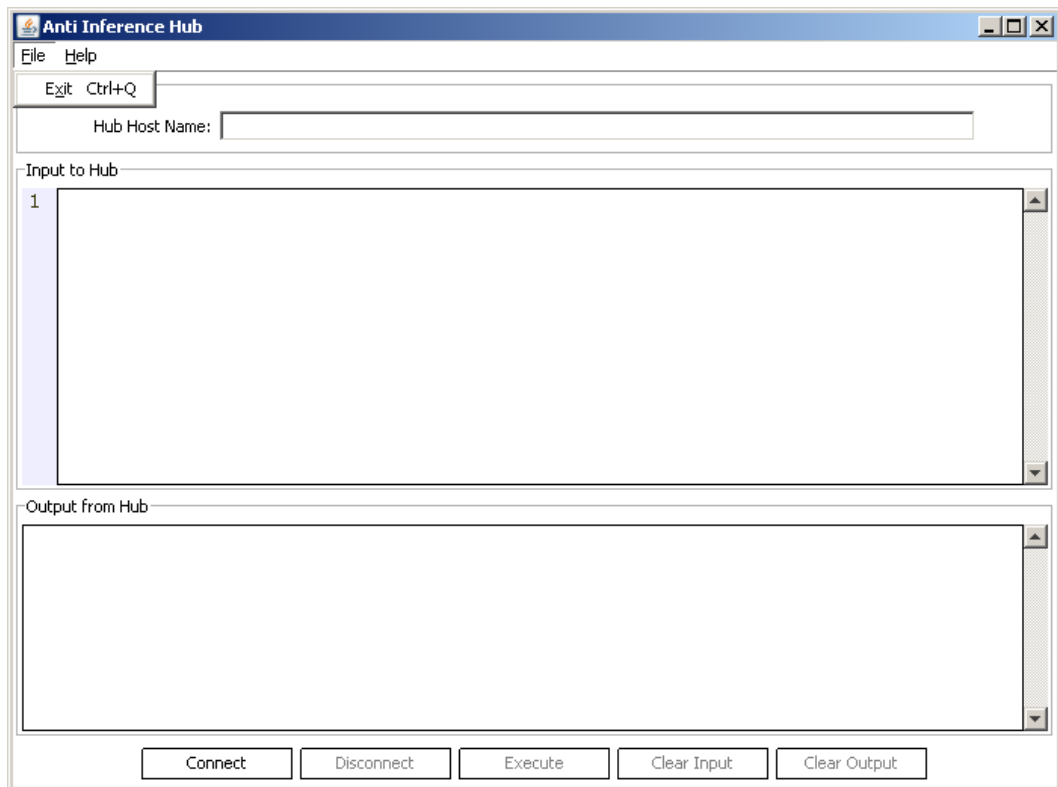 Anti Inference Hub
File Help
Exit Ctrl+Q
Hub Host Name:
Input to Hub
1
Output from Hub
Connect Disconnect Execute Clear Input Clear Output